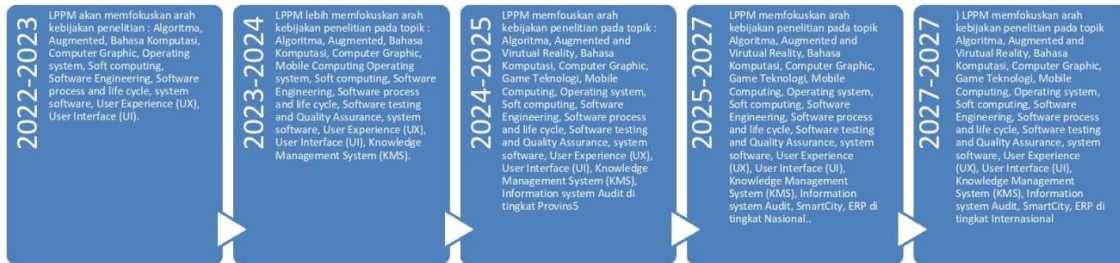 2022-2023
LPPM akan memfokuskan arah
kebijakan penelitian : Algoritma,
Augmented, Bahasa Komputasi,
Computer Graphic, Operating
system, Soft computing,
Software Engineering, Software
process and life cycle, system
software, User Experience (UX),
User Interface (UI).
2023-2024
LPPM lebih memfokuskan arah
kebijakan penelitian pada topik :
Algoritma, Augmented, Bahasa
Komputasi, Computer Graphic,
Mobile Computing Operating
system, Soft computing, Software
Engineering, Software process
and life cycle, Software testing
and Quality Assurance, system
software, User Experience (UX),
User Interface (UI), Knowledge
Management System (KMS).
2024-2025
LPPM memfouskan arah
kebijakan penelitian pada topik :
Algoritma, Augmented and
Virutual Reality, Bahasa
Komputasi, Computer Graphic,
Game Teknologi, Mobile
Computing, Operating system,
Soft computing, Software
Engineering, Software process
and life cycle, Software testing
and Quality Assurance, system
software, User Experience (UX),
User Interface (UI), Knowledge
Management System (KMS),
Information system Audit di
tingkat Provins5
2025-2027
LPPM memfokuskan arah
kebijakan penelitian pada topik
Algoritma, Augmented and
Virutual Reality, Bahasa
Komputasi, Computer Graphic,
Game Teknologi, Mobile
Computing, Operating system,
Soft computing, Software
Engineering, Software process
and life cycle, Software testing
and Quality Assurance, system
software, User Experience
(UX), User Interface (UI),
Knowledge Management
System (KMS), Information
system Audit, SmartCity, ERP di
tingkat Nasional..
2027-2027
) LPPM memfokuskan arah
kebijakan penelitian pada topik
Algoritma, Augmented and
Virutual Reality, Bahasa
Komputasi, Computer Graphic,
Game Teknologi, Mobile
Computing, Operating system,
Soft computing, Software
Engineering, Software process
and life cycle, Software testing
and Quality Assurance, system
software, User Experience
(UX), User Interface (UI),
Knowledge Management
System (KMS), Information
system Audit, SmartCity, ERP di
tingkat Internasional